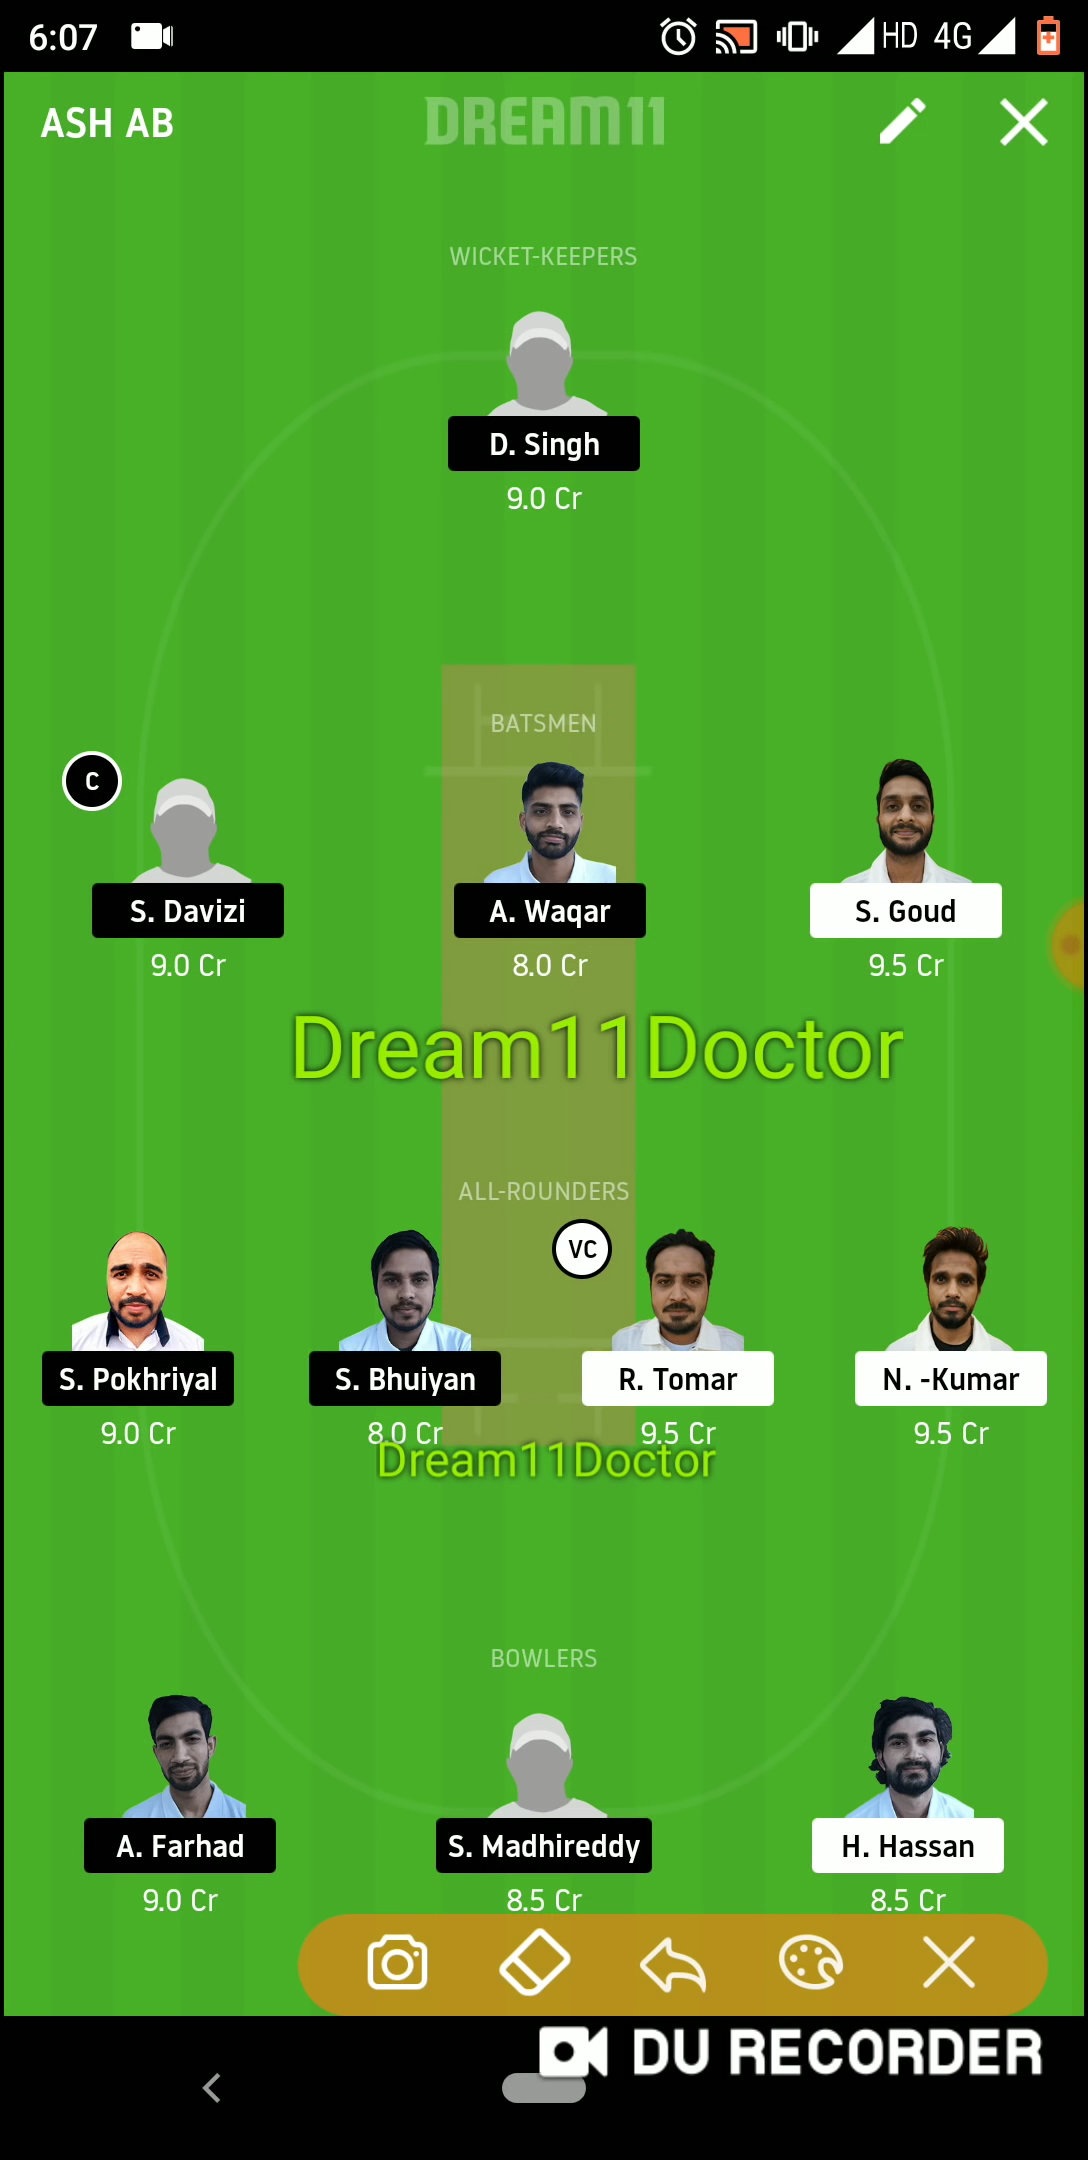 6:07 HD 4G
ASH AB DREAM11
WICKET-KEEPERS
D. Singh
9.0 Cr
BATSMEN
C
S. Davizi A. Waqar S. Goud
9.0 Cr 8.0 Cr 9.5 Cr
Dream11Doctor
ALL-ROUNDERS
VC
S. Pokhriyal S. Bhuiyan R. Tomar N. -Kumar
9.0 Cr 8.0 Cr 9.5 Cr 9.5 Cr
Dream11Doctor
BOWLERS
A. Farhad S. Madhireddy H. Hassan
9.0 Cr 8.5 Cr 8.5 Cr
DU RECORDER